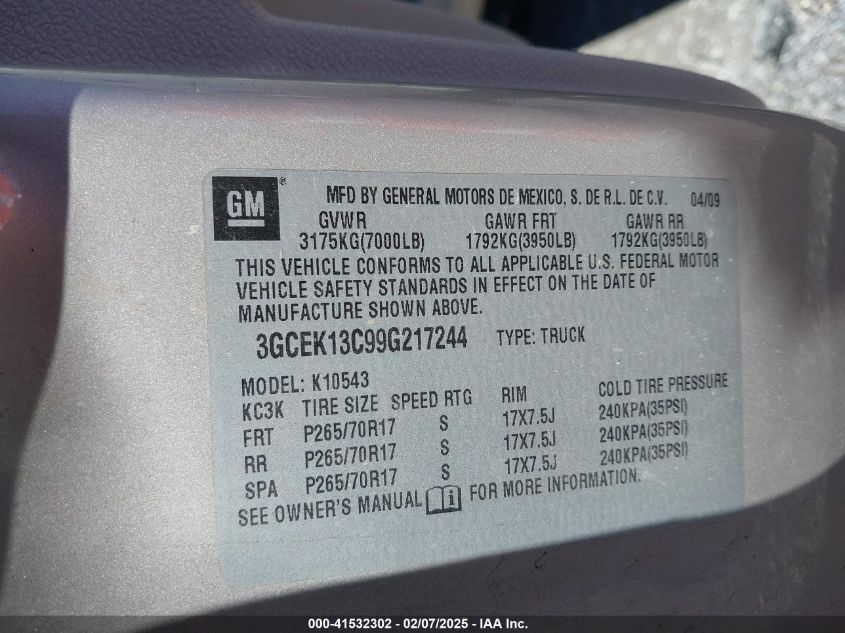 GM
MFD BY GENERAL MOTORS DE MEXICO, S. DE R.L. DE C.V. 04/09
GVWR GAWR FRT GAWR RR
3175KG(7000LB) 1792KG(3950LB) 1792KG(3950LB)
THIS VEHICLE CONFORMS TO ALL APPLICABLE U.S. FEDERAL MOTOR
VEHICLE SAFETY STANDARDS IN EFFECT ON THE DATE OF
MANUFACTURE SHOWN ABOVE.
3GCEK13C99G217244 TYPE: TRUCK
MODEL: K10543
KC3K TIRE SIZE SPEED RTG RIM COLD TIRE PRESSURE
FRT P265/70R17 S 17X7.5J 240KPA(35PSI)
RR P265/70R17 S 17X7.5J 240KPA(35PSI)
SPA P265/70R17 S 17X7.5J 240KPA(35PSI)
SEE OWNER'S MANUAL i FOR MORE INFORMATION.
000-41532302 - 02/07/2025 - IAA Inc.